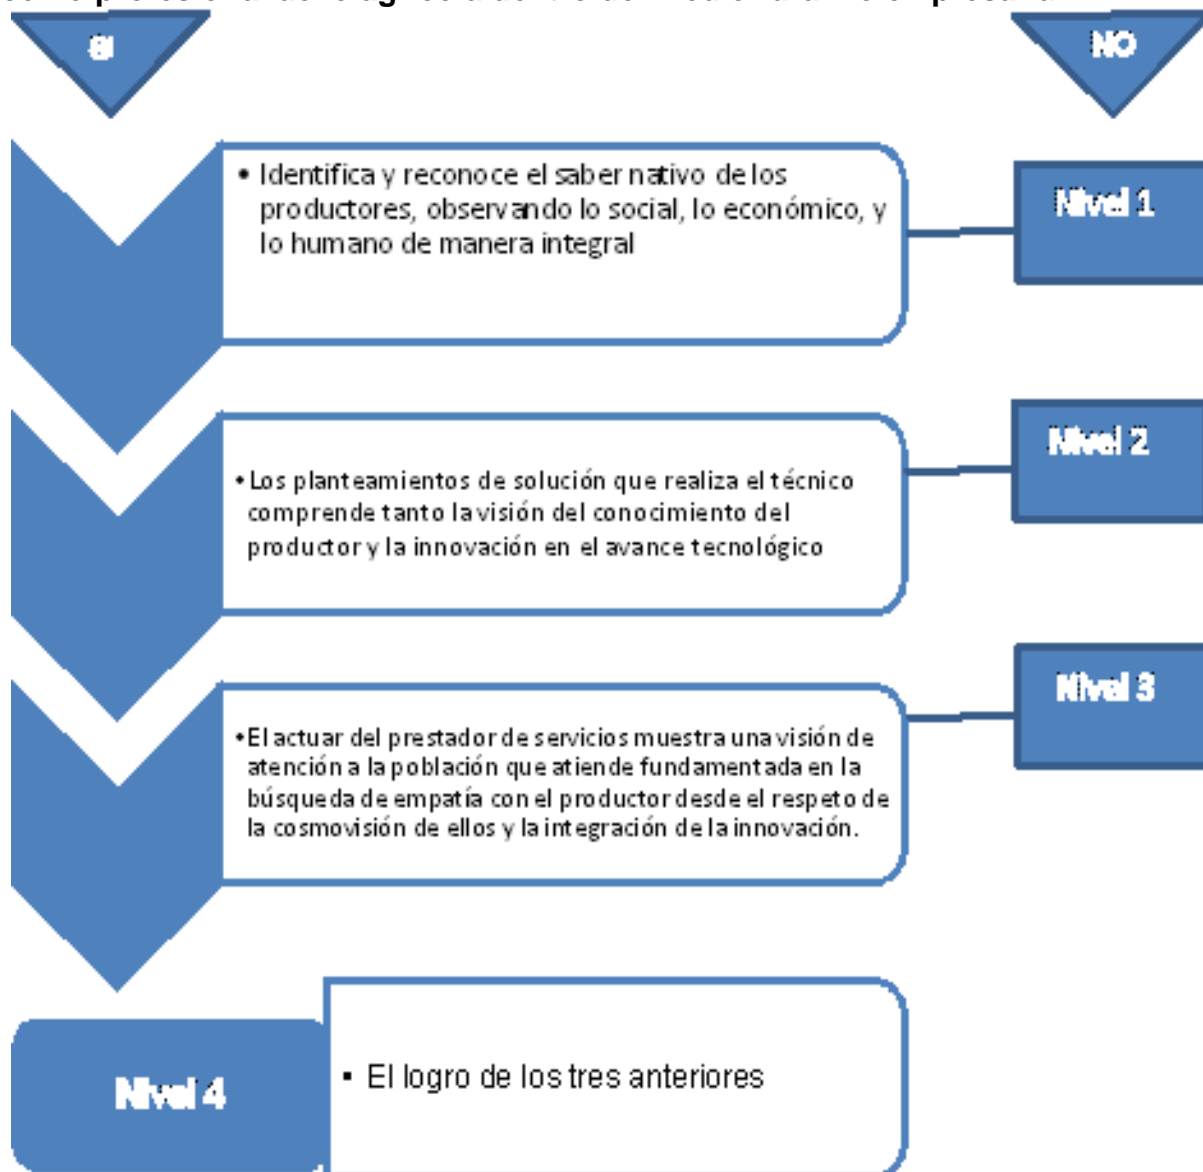 SI
NO
• Identifica y reconoce el saber nativo de los
productores, observando lo social, lo económico, y
lo humano de manera integral
Nivel 1
• Los planteamientos de solución que realiza el técnico
comprende tanto la visión del conocimiento del
productor y la innovación en el avance tecnológico
Nivel 2
• El actuar del prestador de servicios muestra una visión de
atención a la población que atiende fundamentada en la
búsqueda de empatía con el productor desde el respeto de
la cosmovisión de ellos y la integración de la innovación.
Nivel 3
Nivel 4
▪ El logro de los tres anteriores